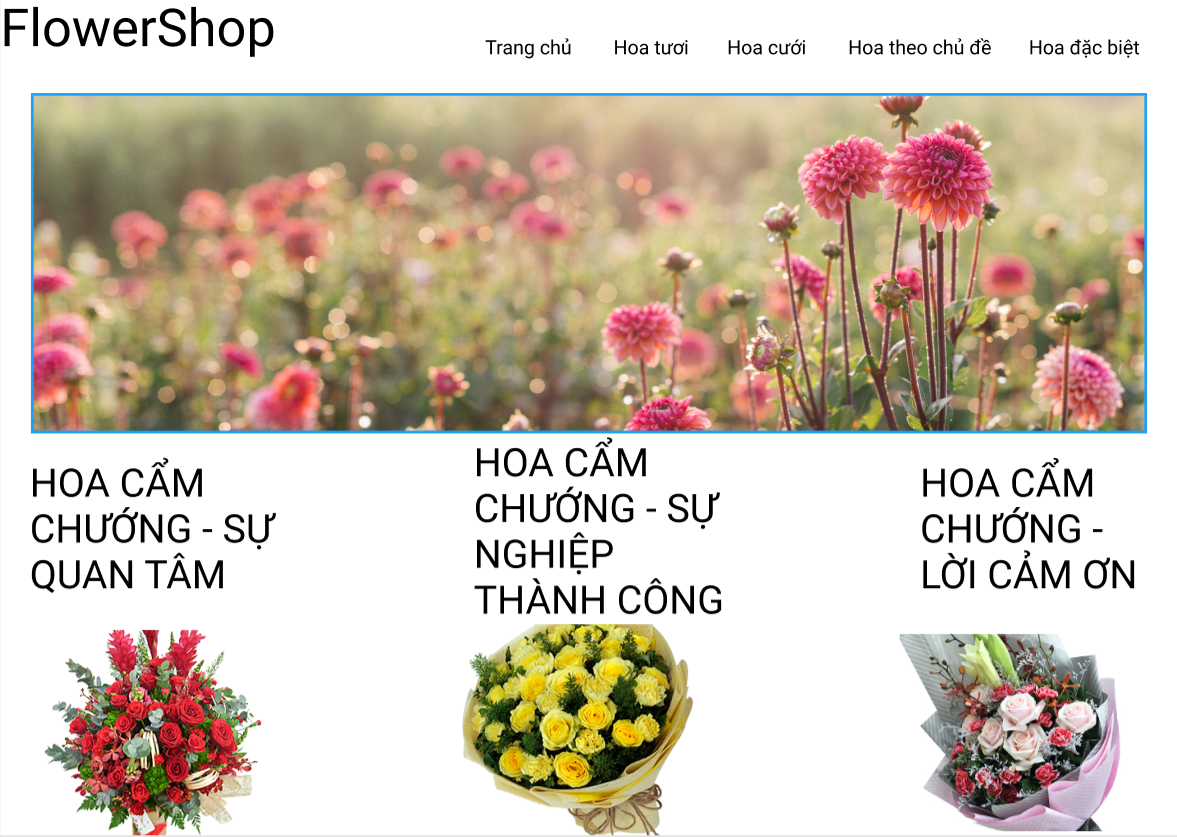 FlowerShop
Trang chủ Hoa tươi Hoa cưới Hoa theo chủ đề Hoa đặc biệt
HOA CẨM
CHƯỚNG - SỰ
QUAN TÂM
HOA CẨM
CHƯỚNG - SỰ
NGHIỆP
THÀNH CÔNG
HOA CẨM
CHƯỚNG -
LỜI CẢM ƠN